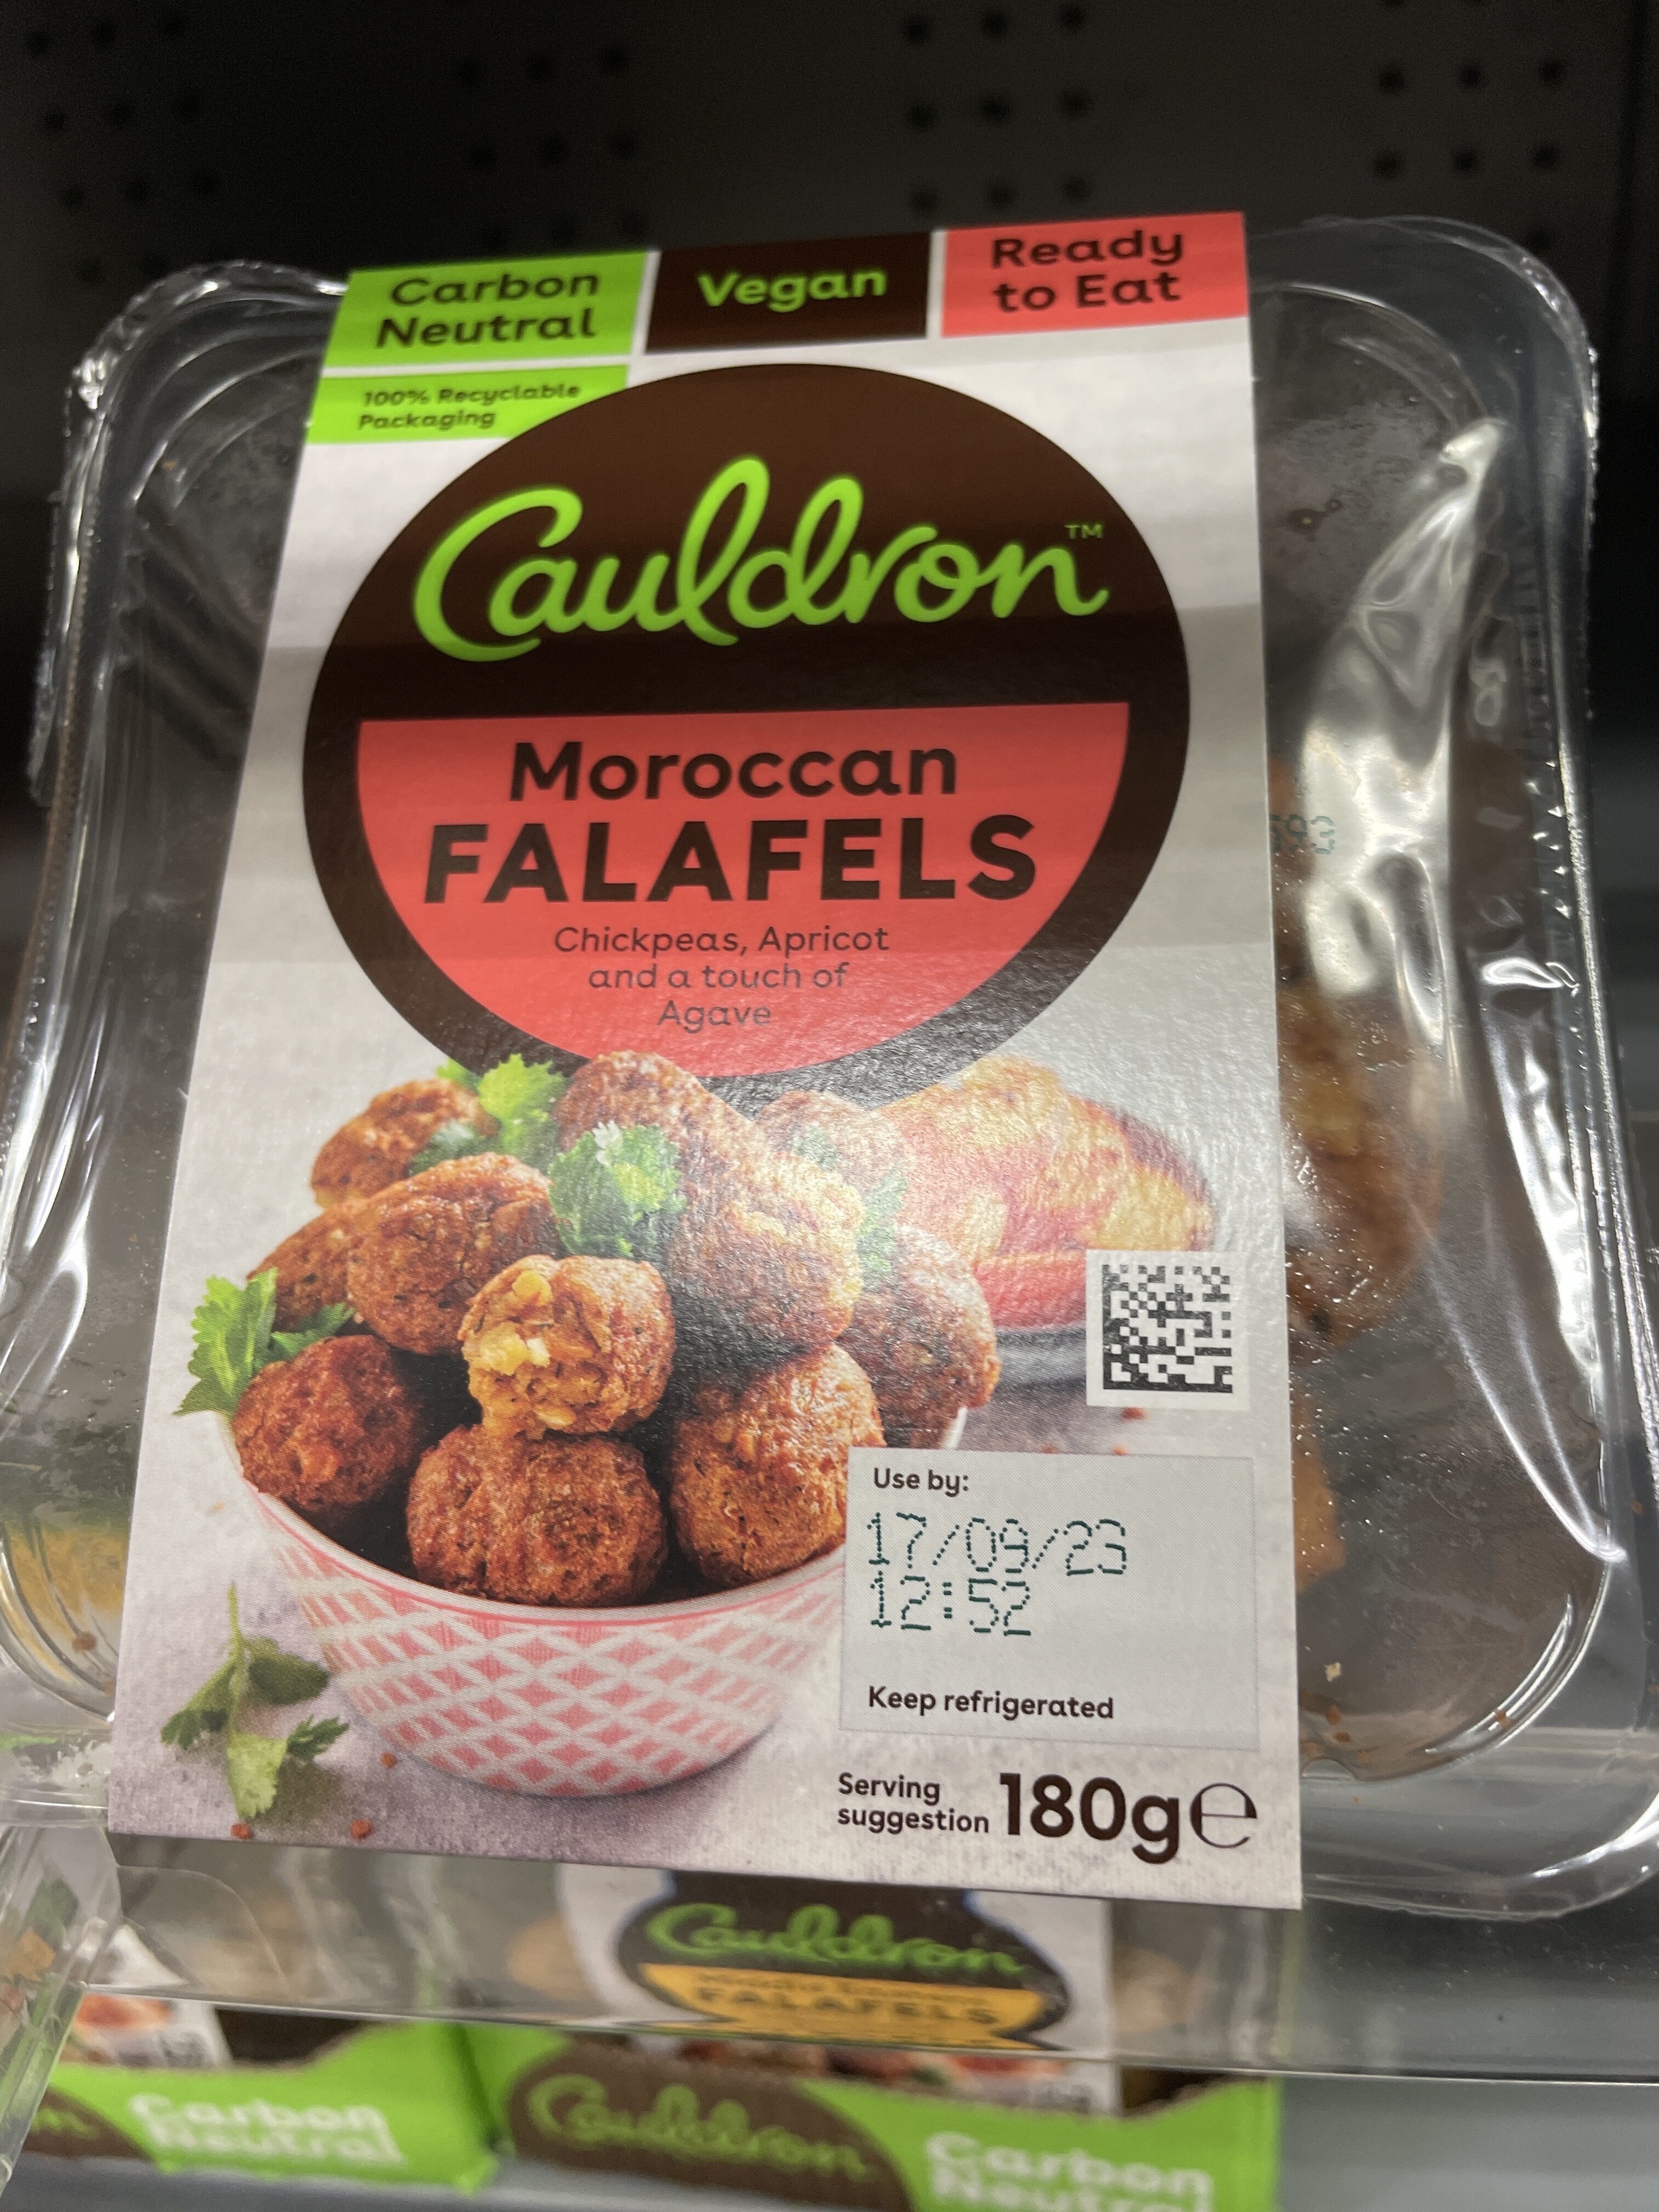 Carbon
Neutral
Vegan
Ready
to Eat
100% Recyclable
Packaging
Cauldron™
Moroccan
FALAFELS
Chickpeas, Apricot
and a touch of
Agave
Use by:
17/09/23
12:52
Keep refrigerated
Serving
suggestion
180g℮
Cauldron
FALAFELS
Carbon
Neutral
Cauldron
Carbon
Neutral